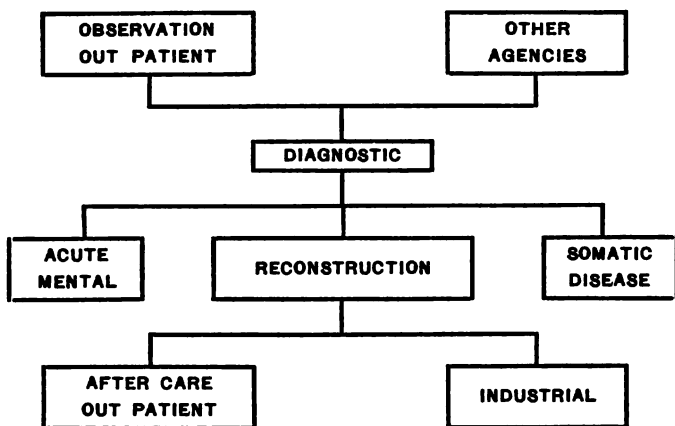 OBSERVATION
OUT PATIENT
OTHER
AGENCIES
DIAGNOSTIC
ACUTE
MENTAL
RECONSTRUCTION
SOMATIC
DISEASE
AFTER CARE
OUT PATIENT
INDUSTRIAL